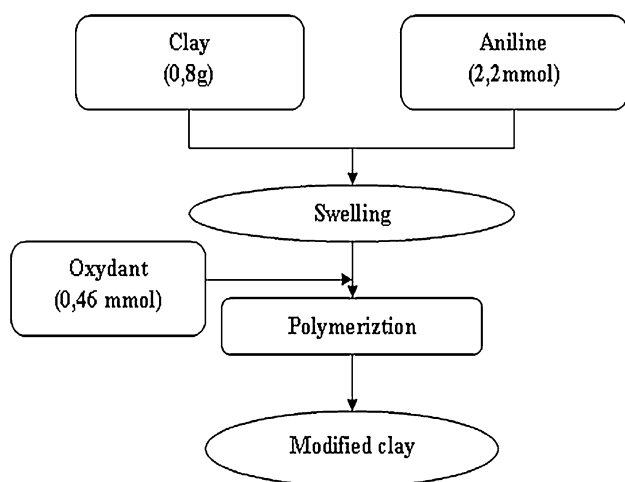 Clay
(0,8g)
Aniline
(2,2mmol)
Swelling
Oxydant
(0,46 mmol)
Polymeriztion
Modified clay